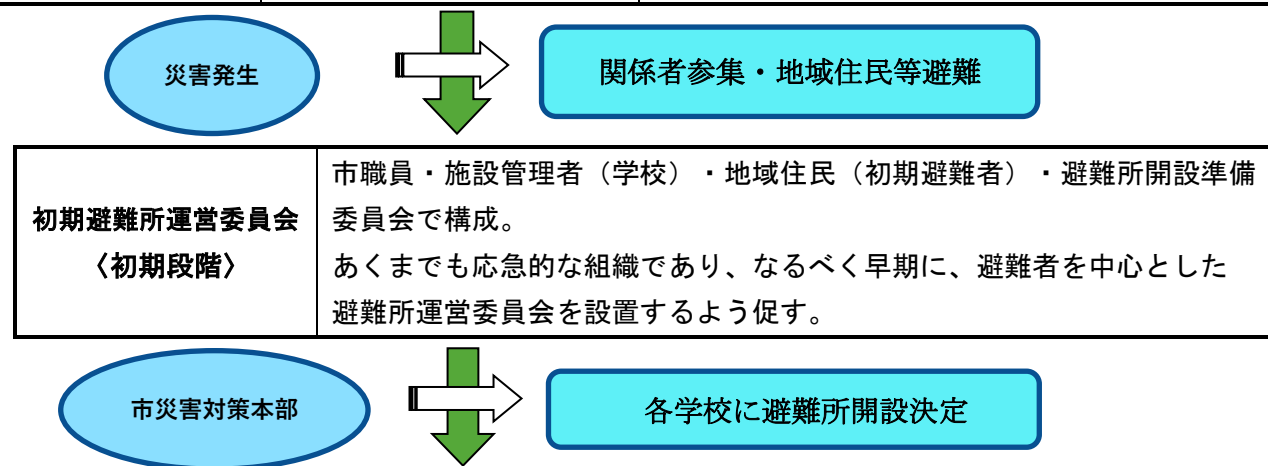 災害発生
関係者参集・地域住民等避難
初期避難所運営委員会
〈初期段階〉
市職員・施設管理者（学校）・地域住民（初期避難者）・避難所開設準備
委員会で構成。
あくまでも応急的な組織であり、なるべく早期に、避難者を中心とした
避難所運営委員会を設置するよう促す。
市災害対策本部
各学校に避難所開設決定